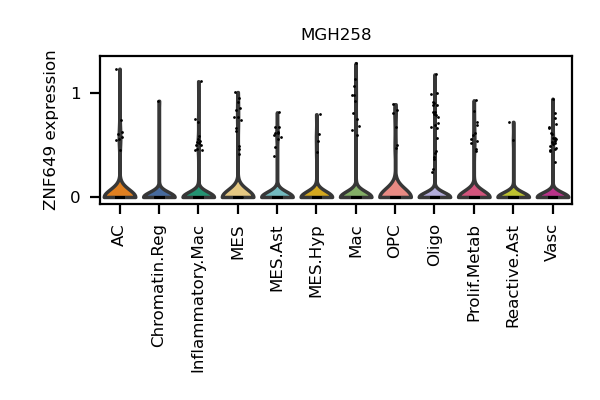 MGH258
ZNF649 expression
1
0
AC
Chromatin.Reg
Inflammatory.Mac
MES
MES.Ast
MES.Hyp
Mac
OPC
Oligo
Prolif.Metab
Reactive.Ast
Vasc